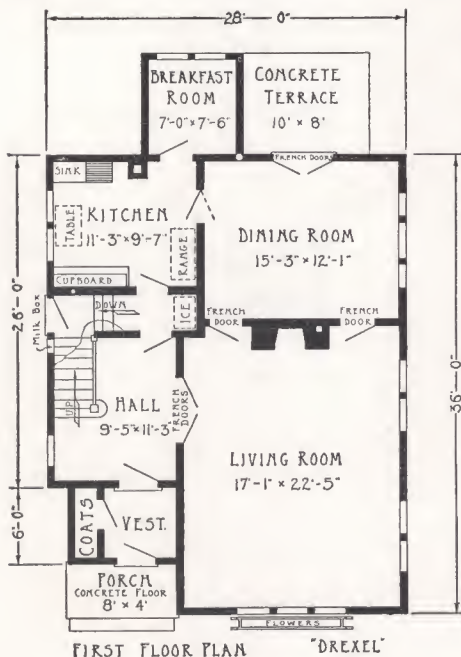 28'-0"
BREAKFAST
ROOM
7'-0"×7'-6"
CONCRETE
TERRACE
10' × 8'
FRENCH DOORS
SINK
TABLE
KITCHEN
11'-3"×9'-7"
RANGE
CUPBOARD
DINING ROOM
15'-3"×12'-1"
26'-0"
36'-0"
Milk Box
DOWN
ICE
FRENCH
DOOR
FRENCH
DOOR
UP
HALL
9'-5"×11'-3"
FRENCH
DOORS
LIVING ROOM
17'-1" × 22'-5"
6'-0"
COATS
VEST.
PORCH
CONCRETE FLOOR
8' × 4'
FLOWERS
FIRST FLOOR PLAN
"DREXEL"